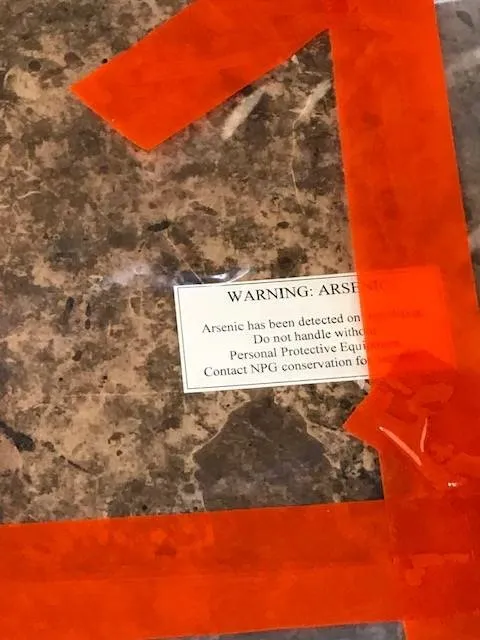 WARNING: ARSENIC
Arsenic has been detected on
Do not handle without
Personal Protective Equipment
Contact NPG conservation for